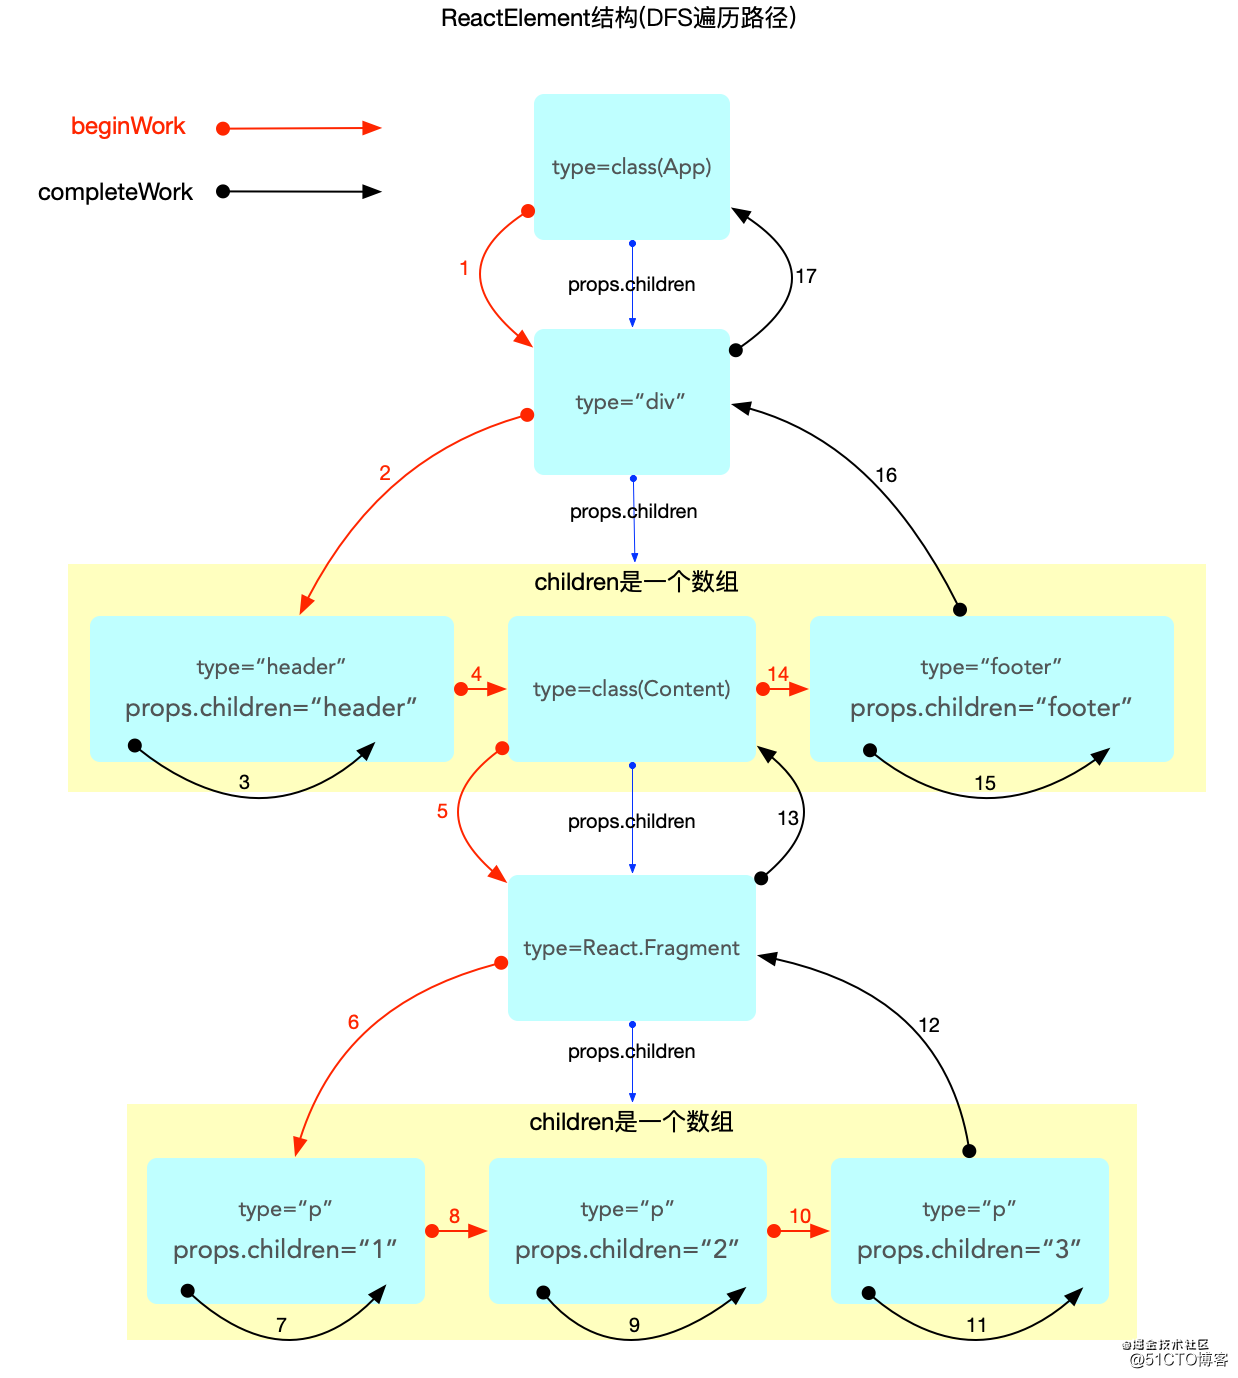 ReactElement结构(DFS遍历路径)
beginWork
completeWork
type=class(App)
1
17
props.children
type=“div”
2
16
props.children
children是一个数组
type=“header”
props.children=“header”
3
4
type=class(Content)
14
type=“footer”
props.children=“footer”
15
5
props.children
13
type=React.Fragment
6
12
props.children
children是一个数组
type=“p”
props.children=“1”
7
8
type=“p”
props.children=“2”
9
10
type=“p”
props.children=“3”
11
@掘金技术社区
@51CTO博客